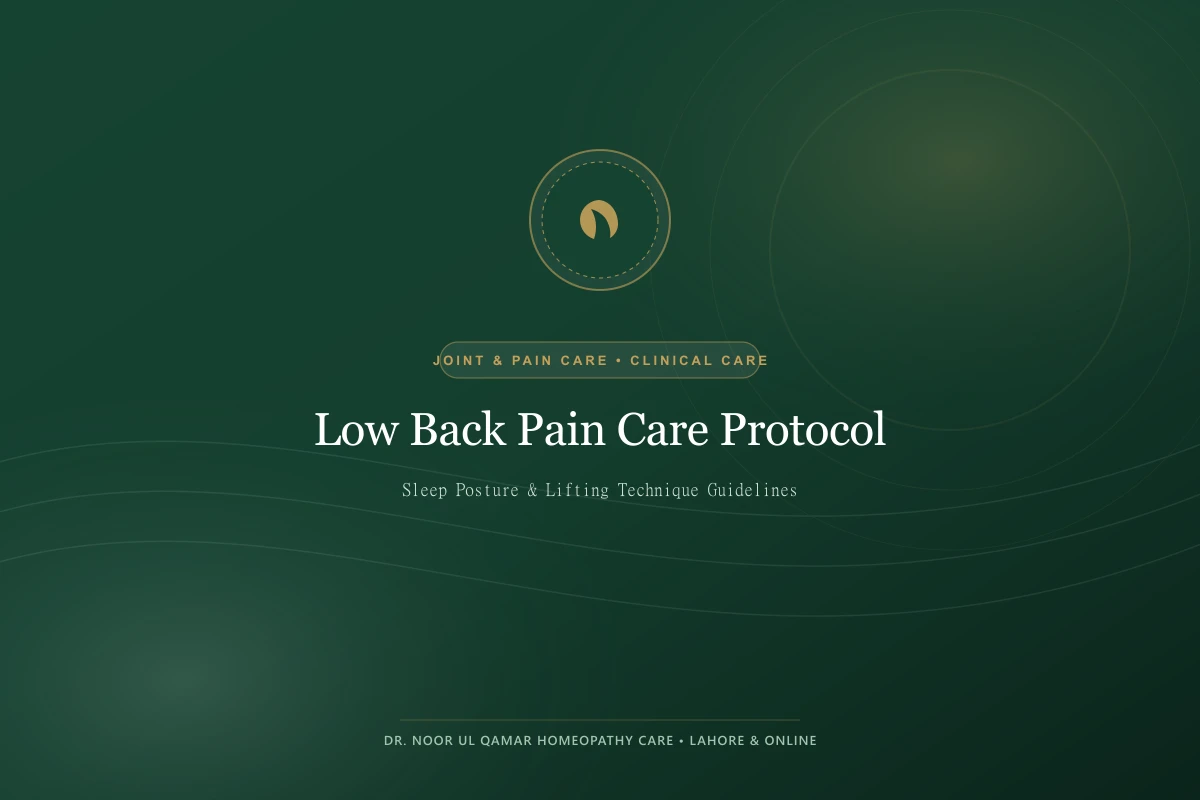 JOINT & PAIN CARE • CLINICAL CARE
Low Back Pain Care Protocol
Sleep Posture & Lifting Technique Guidelines
DR. NOOR UL QAMAR HOMEOPATHY CARE • LAHORE & ONLINE